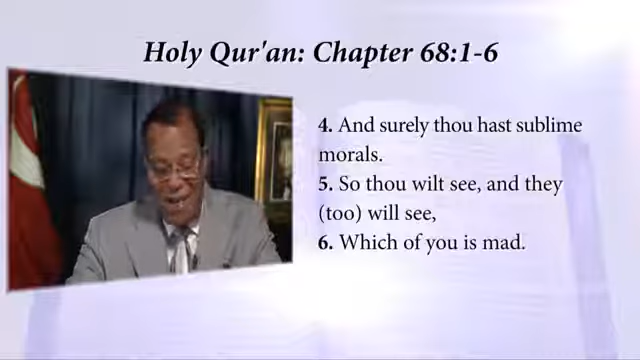 Holy Qur'an: Chapter 68:1-6
4. And surely thou hast sublime
morals.
5. So thou wilt see, and they
(too) will see,
6. Which of you is mad.